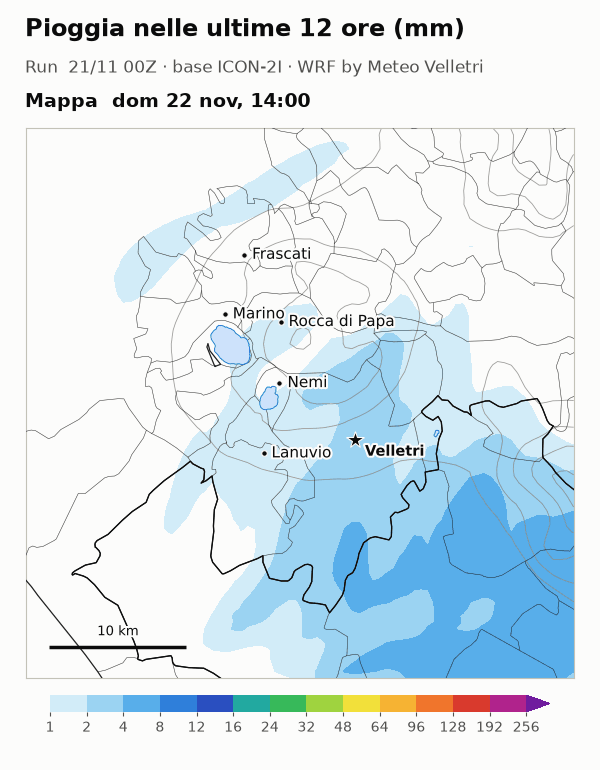 Pioggia nelle ultime 12 ore (mm)
Run  21/11 00Z · base ICON-2I · WRF by Meteo Velletri
Mappa  dom 22 nov, 14:00
Frascati
Marino
Rocca di Papa
Nemi
Velletri
Lanuvio
10 km
1 2 4 8 12 16 24 32 48 64 96 128 192 256